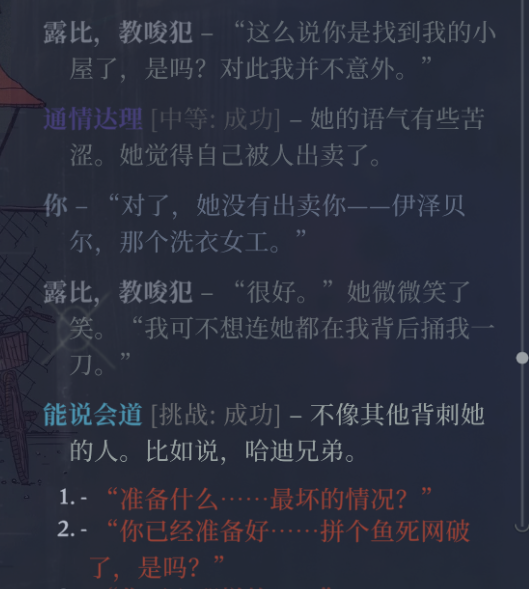 露比，教唆犯 – “这么说你是找到我的小
屋了，是吗？对此我并不意外。”
通情达理 [中等: 成功] – 她的语气有些苦
涩。她觉得自己被人出卖了。
你 – “对了，她没有出卖你——伊泽贝
尔，那个洗衣女工。”
露比，教唆犯 – “很好。”她微微笑了
笑。“我可不想连她都在我背后捅我一
刀。”
能说会道 [挑战: 成功] – 不像其他背刺她
的人。比如说，哈迪兄弟。
1. - “准备什么……最坏的情况？”
2. - “你已经准备好……拼个鱼死网破
了，是吗？”